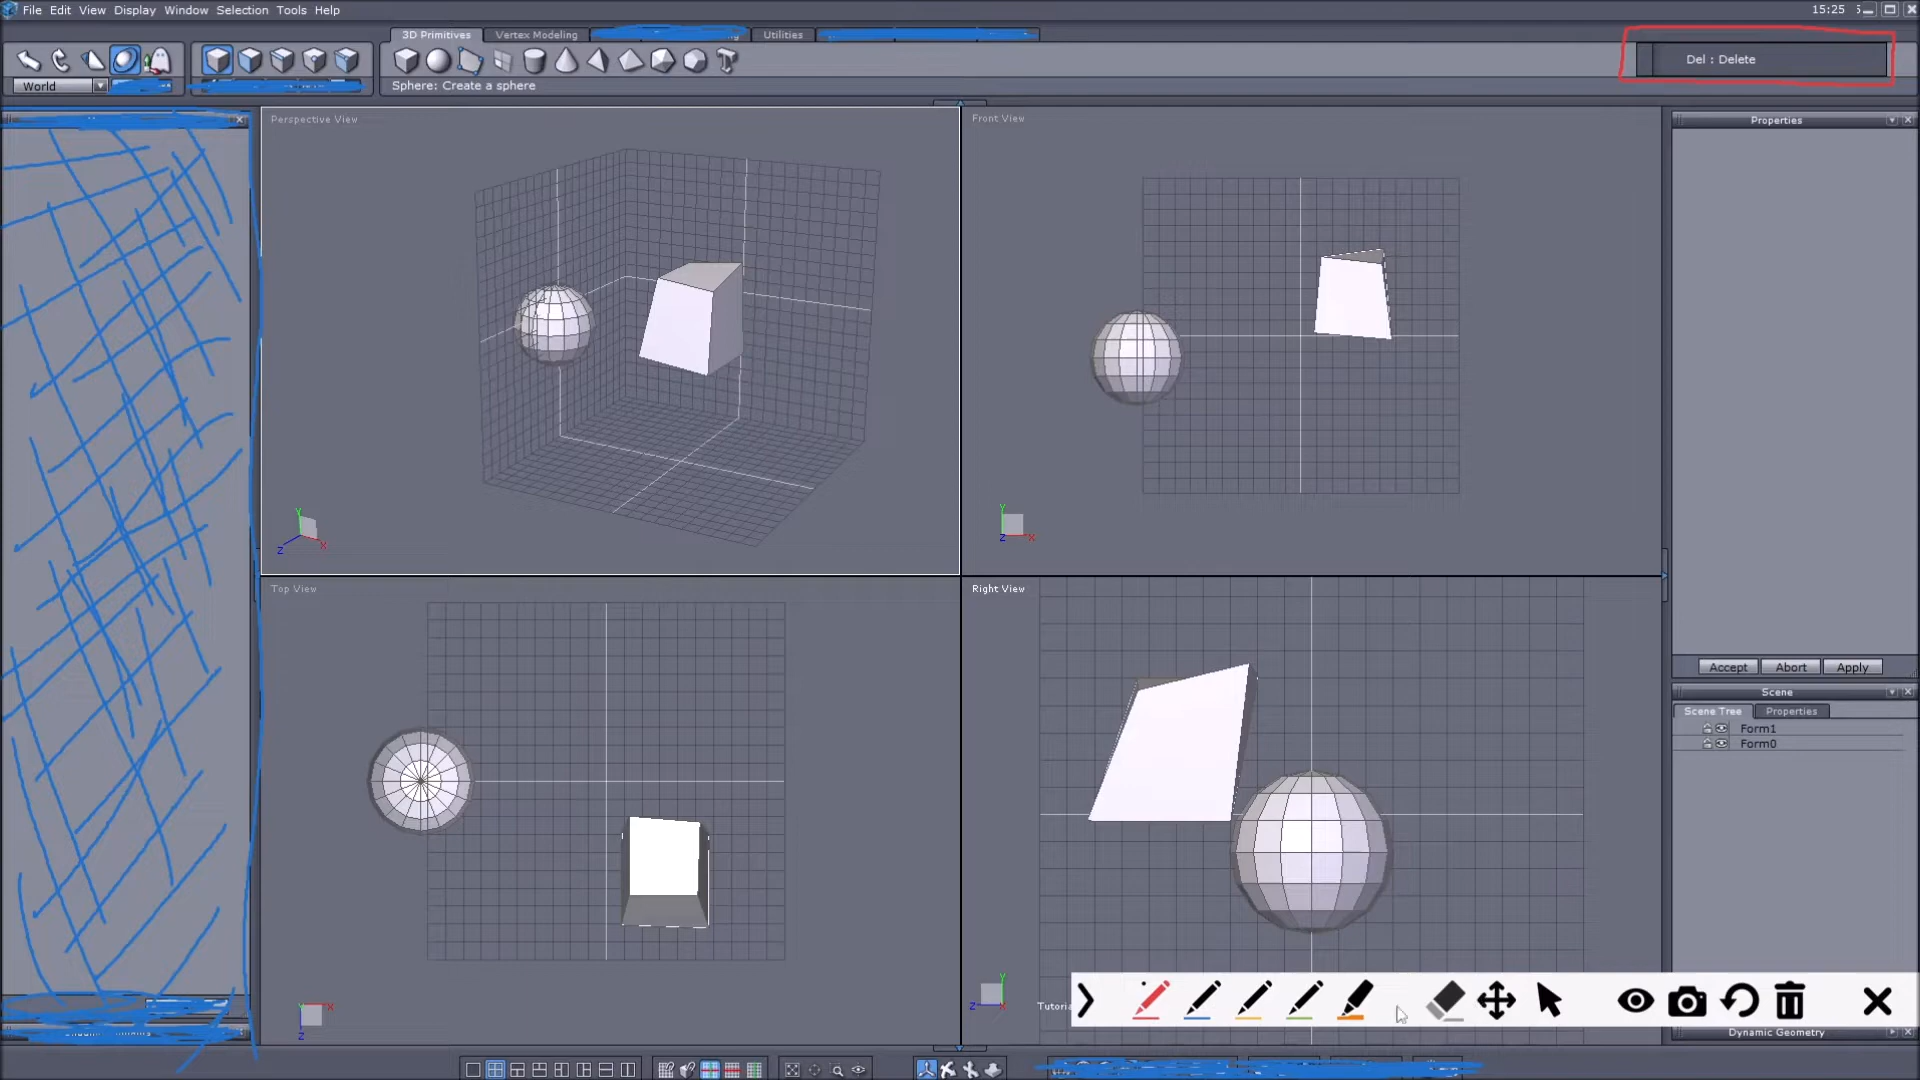 File Edit View Display Window Selection Tools Help
15:25
3D Primitives Vertex Modeling Utilities
Del : Delete
World
Sphere: Create a sphere
Perspective View
Front View
Properties
Y
Z X
Y
Z X
Top View
Right View
Accept Abort Apply
Scene
Scene Tree Properties
Form1
Form0
X
Z
Y
Z
Dynamic Geometry